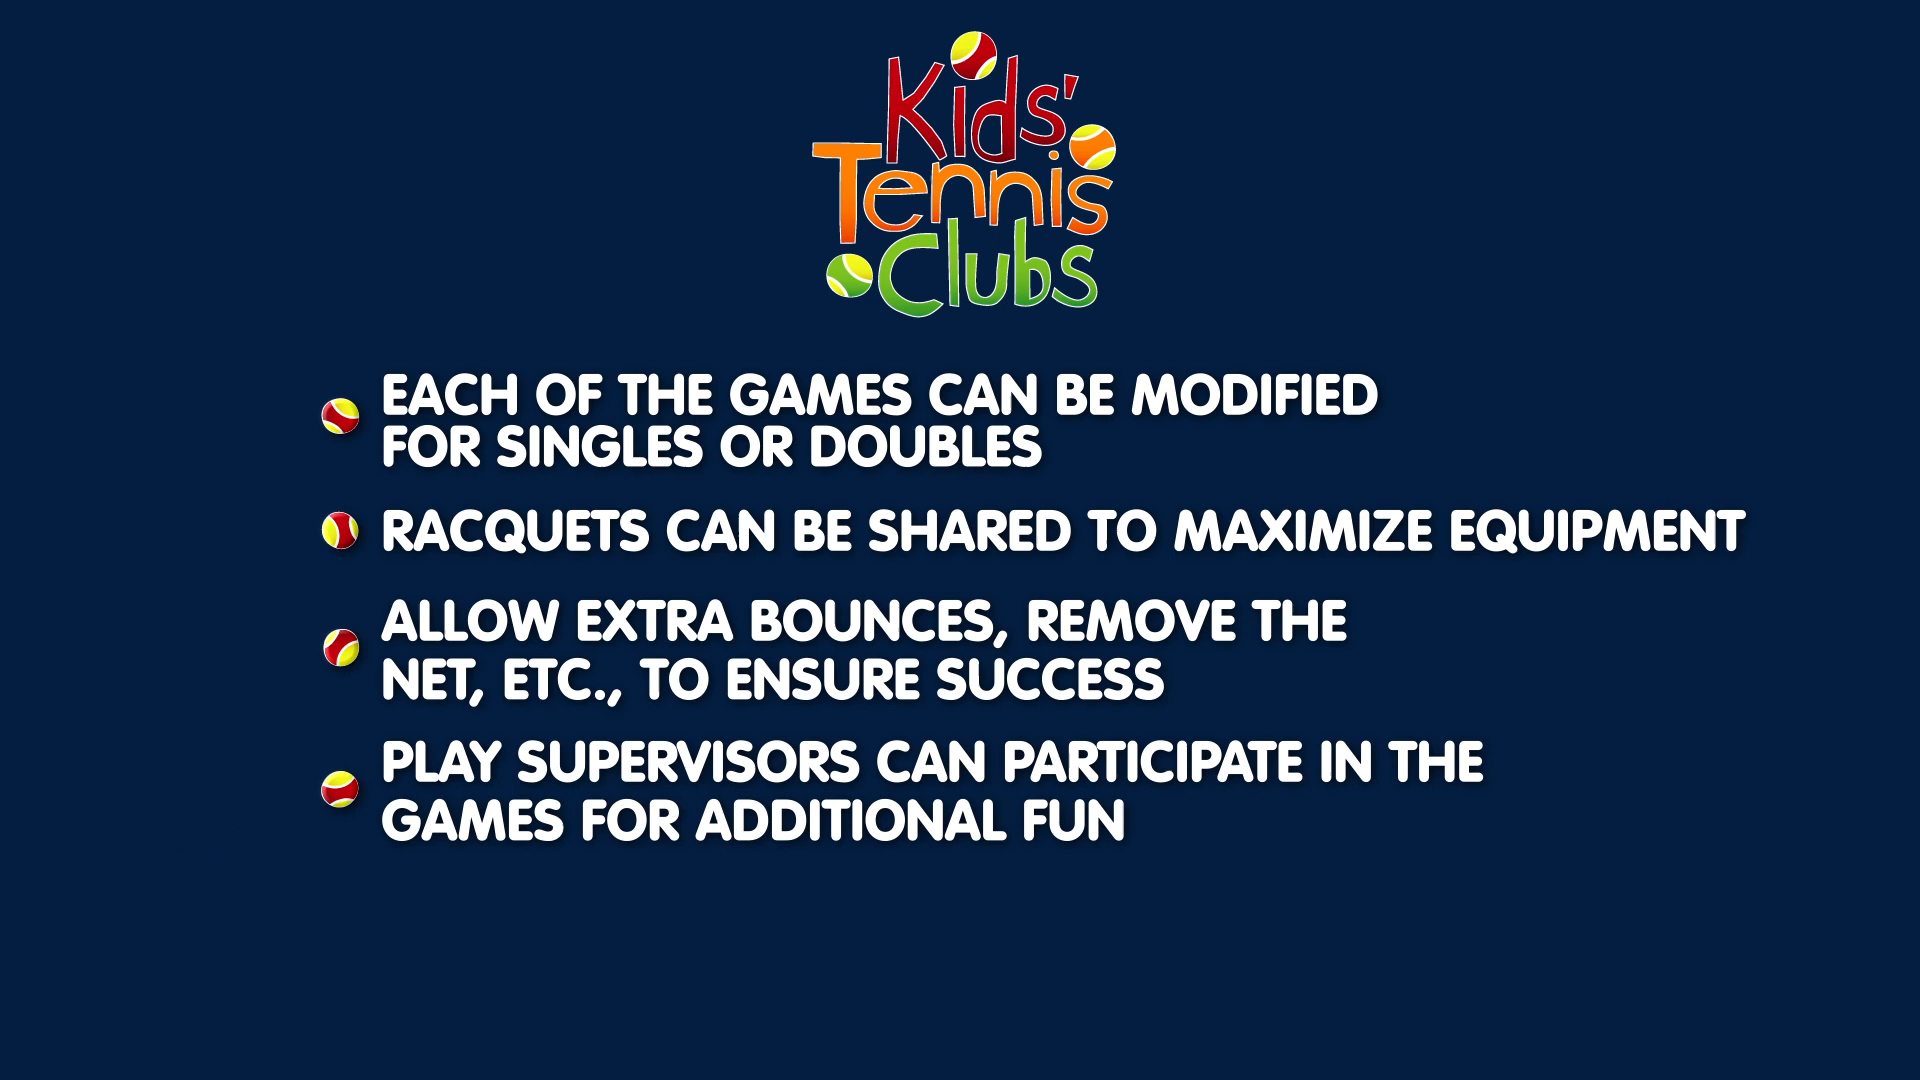 Kids'
Tennis
Clubs
EACH OF THE GAMES CAN BE MODIFIED
FOR SINGLES OR DOUBLES
RACQUETS CAN BE SHARED TO MAXIMIZE EQUIPMENT
ALLOW EXTRA BOUNCES, REMOVE THE
NET, ETC., TO ENSURE SUCCESS
PLAY SUPERVISORS CAN PARTICIPATE IN THE
GAMES FOR ADDITIONAL FUN